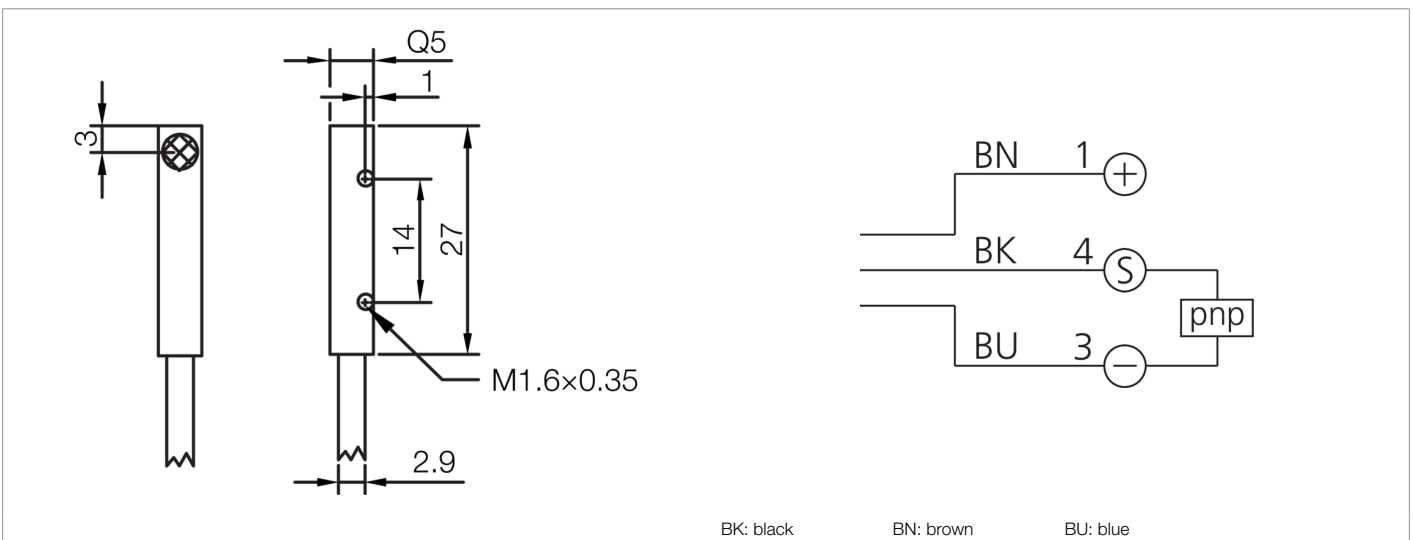 Q5
1
3
14
27
M1.6×0.35
2.9
BN 1 +
BK 4 S
pnp
BU 3 −
BK: black BN: brown BU: blue